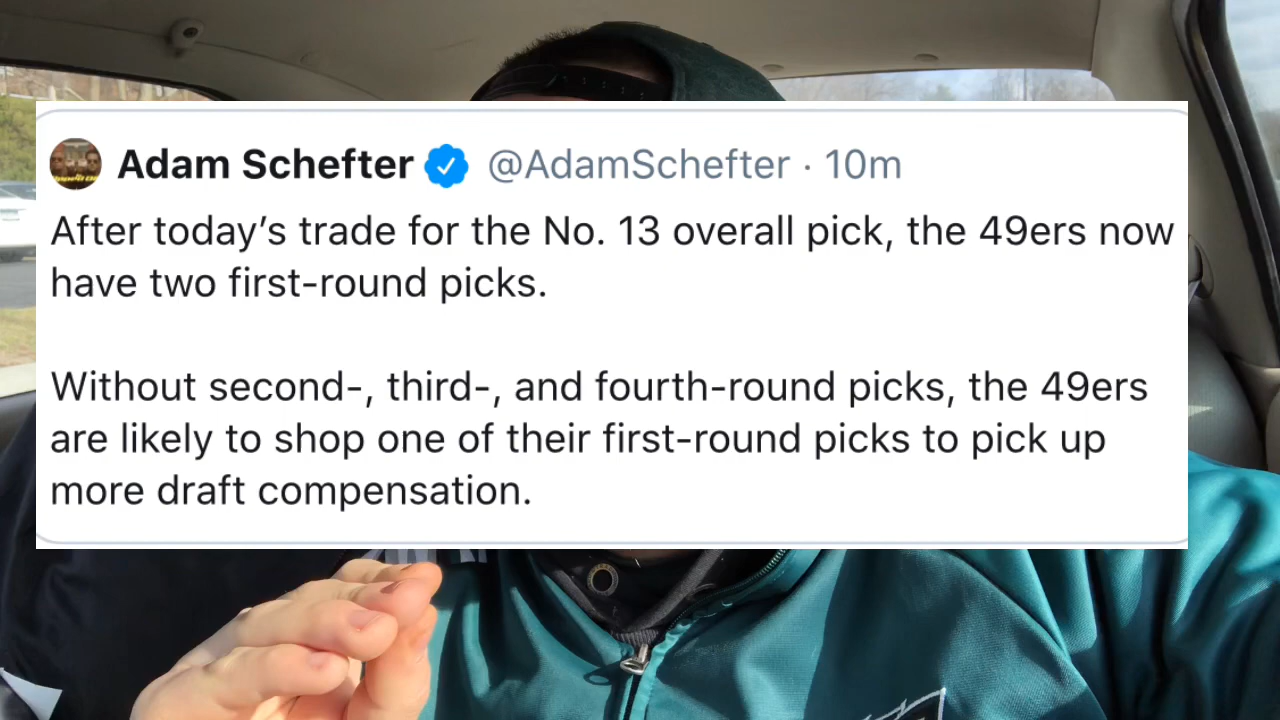 Adam Schefter @AdamSchefter · 10m
After today’s trade for the No. 13 overall pick, the 49ers now
have two first-round picks.
Without second-, third-, and fourth-round picks, the 49ers
are likely to shop one of their first-round picks to pick up
more draft compensation.